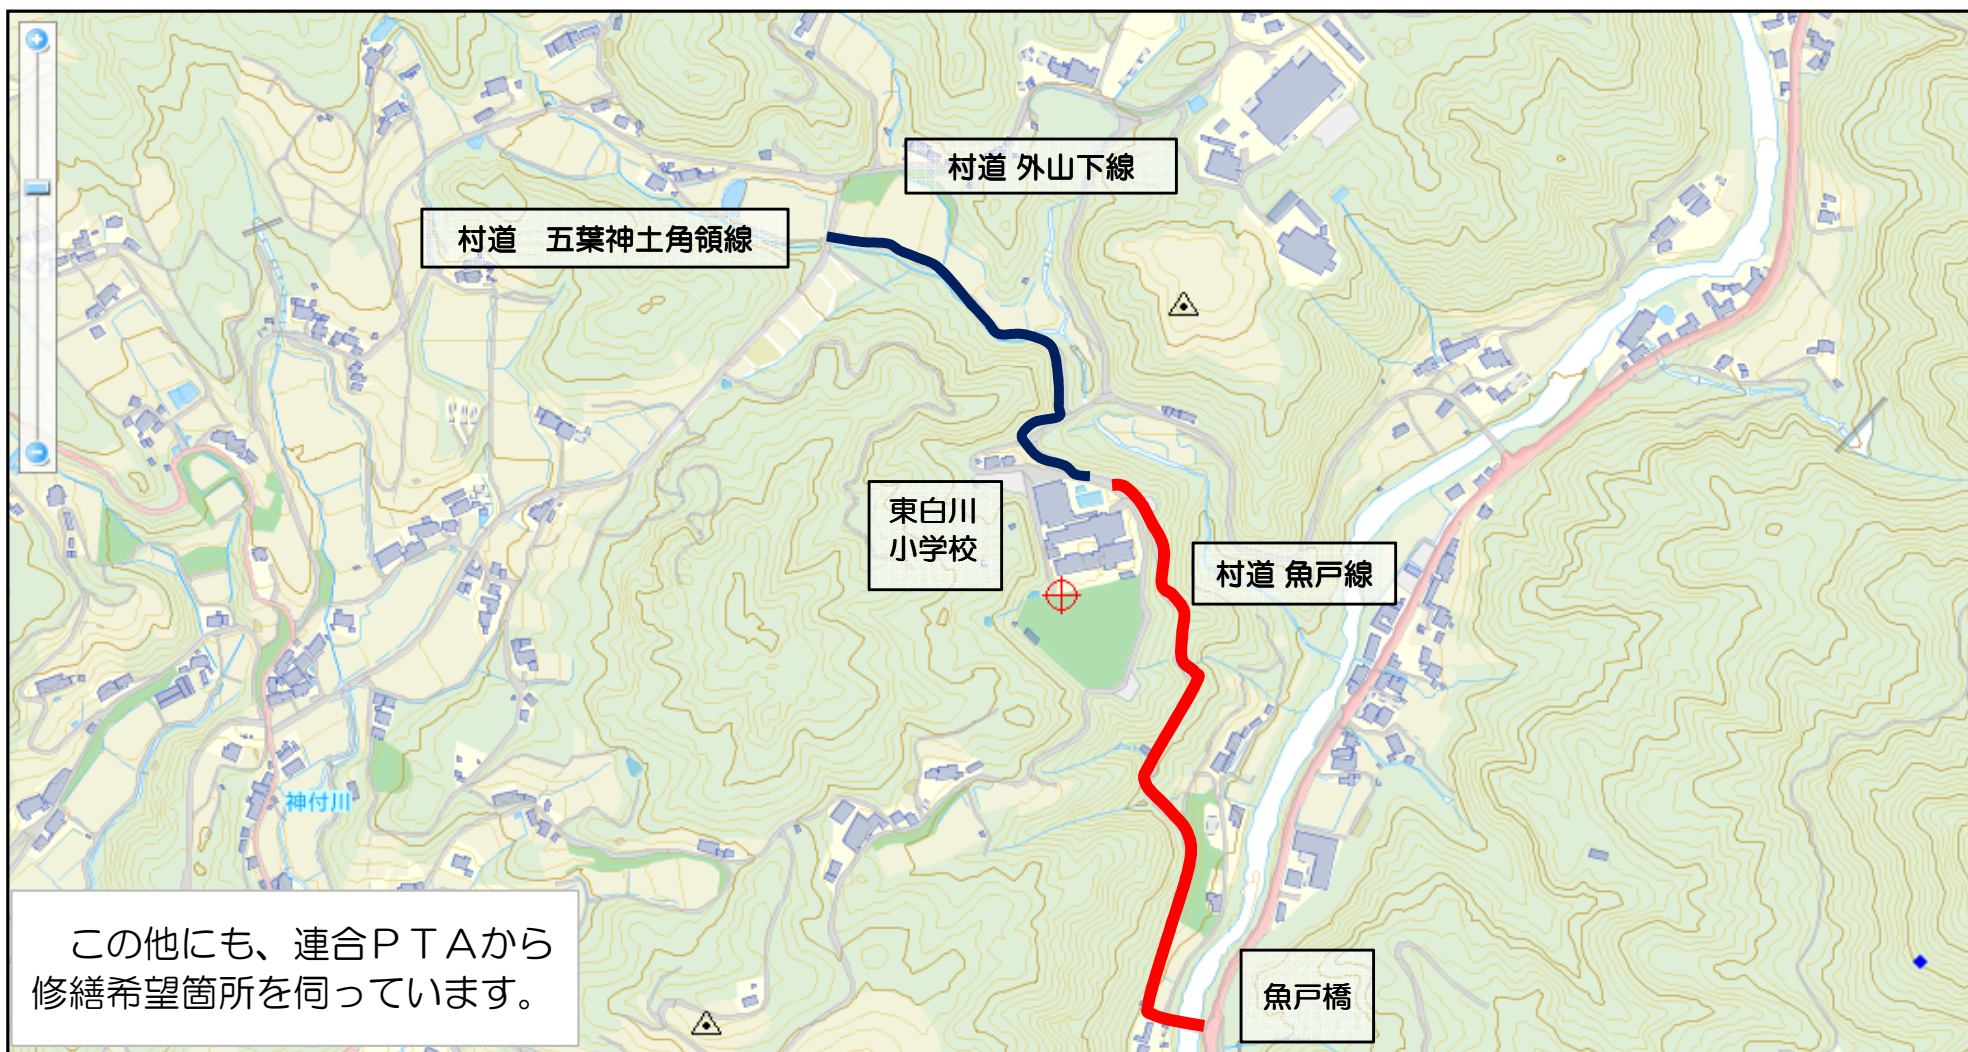 村道 外山下線
村道　五葉神土角領線
東白川
小学校
村道 魚戸線
神付川
この他にも、連合ＰＴＡから
修繕希望箇所を伺っています。
魚戸橋